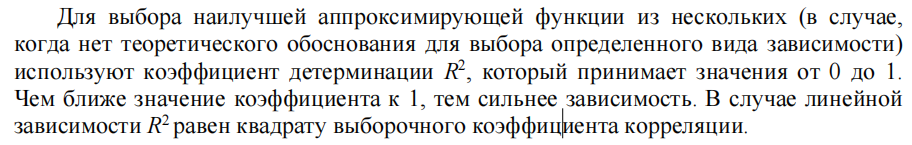 Для выбора наилучшей аппроксимирующей функции из нескольких (в случае,
когда нет теоретического обоснования для выбора определенного вида зависимости)
используют коэффициент детерминации R², который принимает значения от 0 до 1.
Чем ближе значение коэффициента к 1, тем сильнее зависимость. В случае линейной
зависимости R² равен квадрату выборочного коэффициента корреляции.